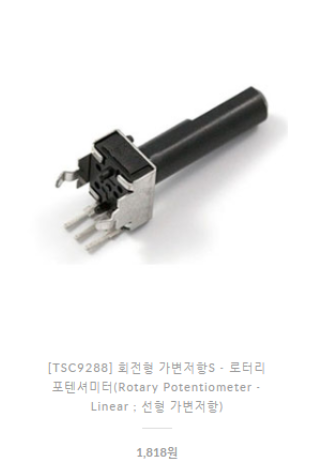 [TSC9288] 회전형 가변저항S - 로터리
포텐셔미터(Rotary Potentiometer -
Linear ; 선형 가변저항)
1,818원